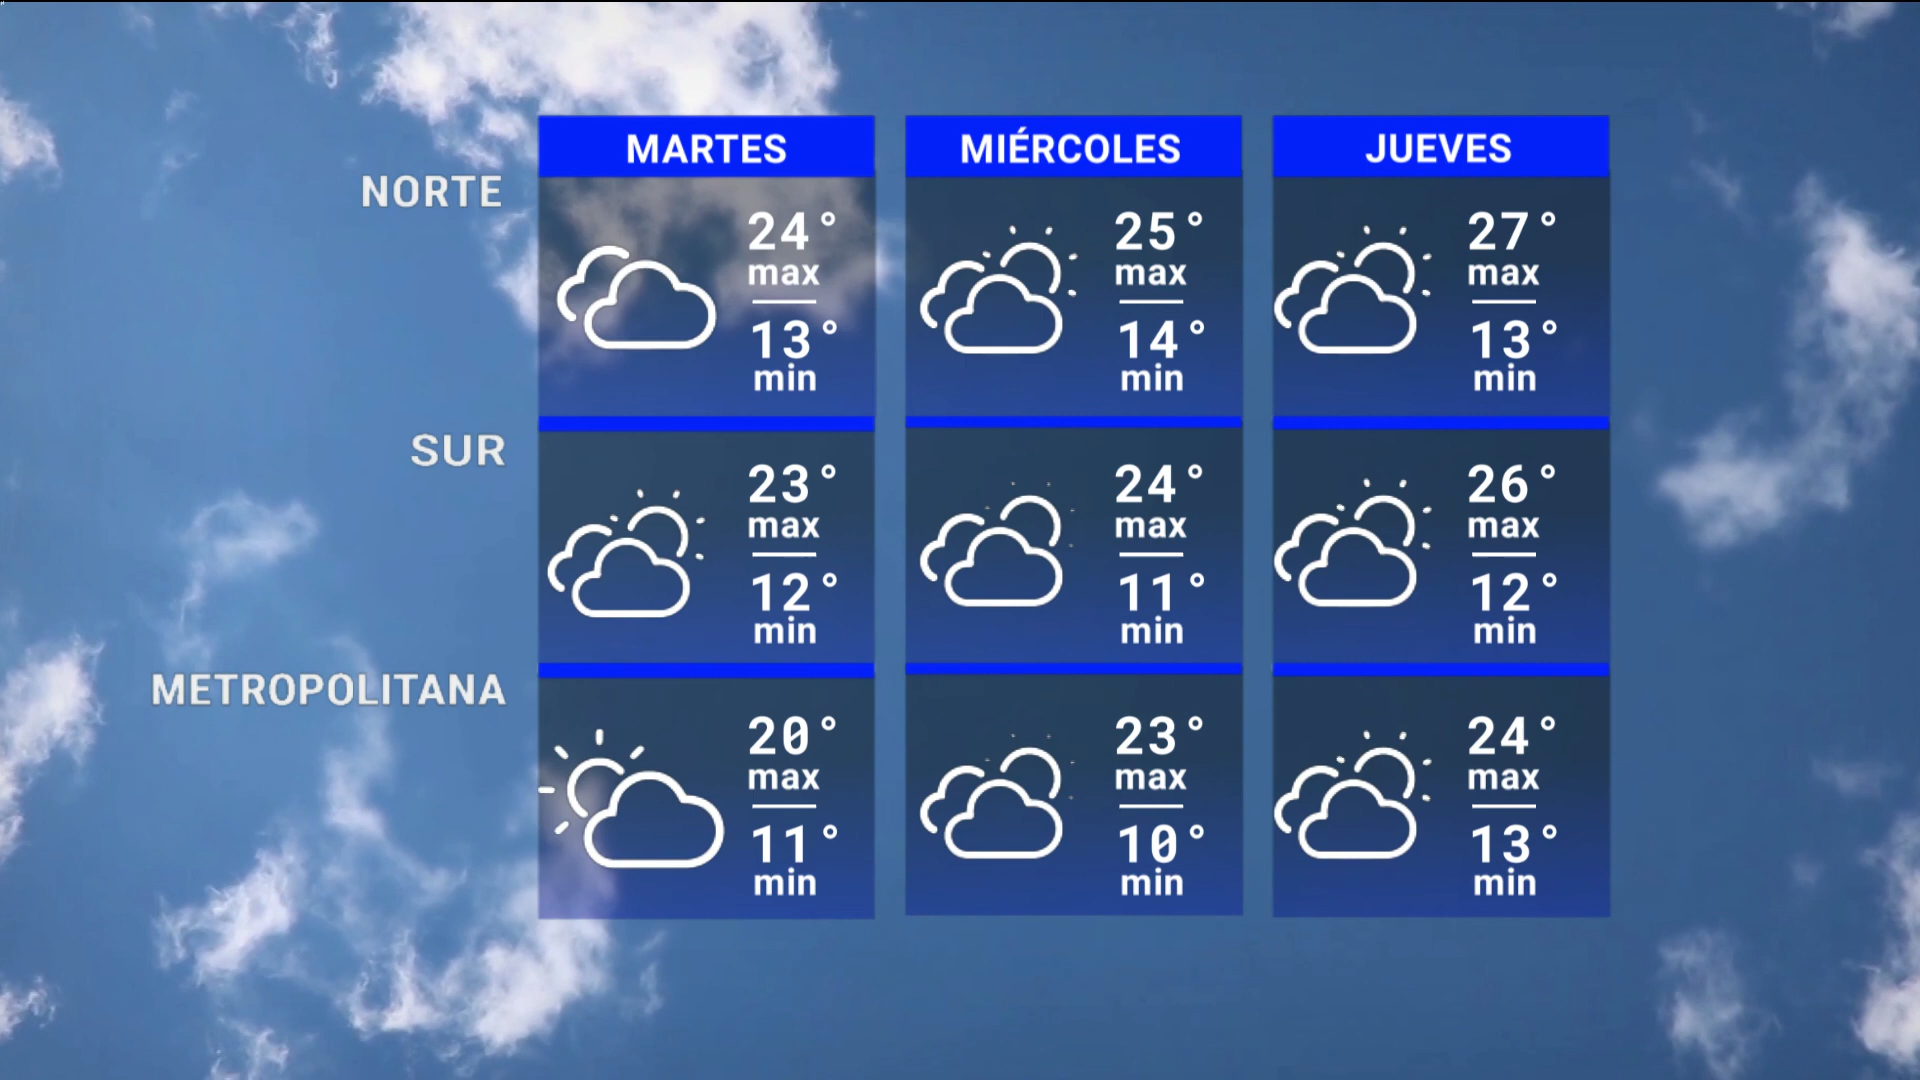 MARTES
MIÉRCOLES
JUEVES
NORTE
24°
max
13°
min
25°
max
14°
min
27°
max
13°
min
SUR
23°
max
12°
min
24°
max
11°
min
26°
max
12°
min
METROPOLITANA
20°
max
11°
min
23°
max
10°
min
24°
max
13°
min